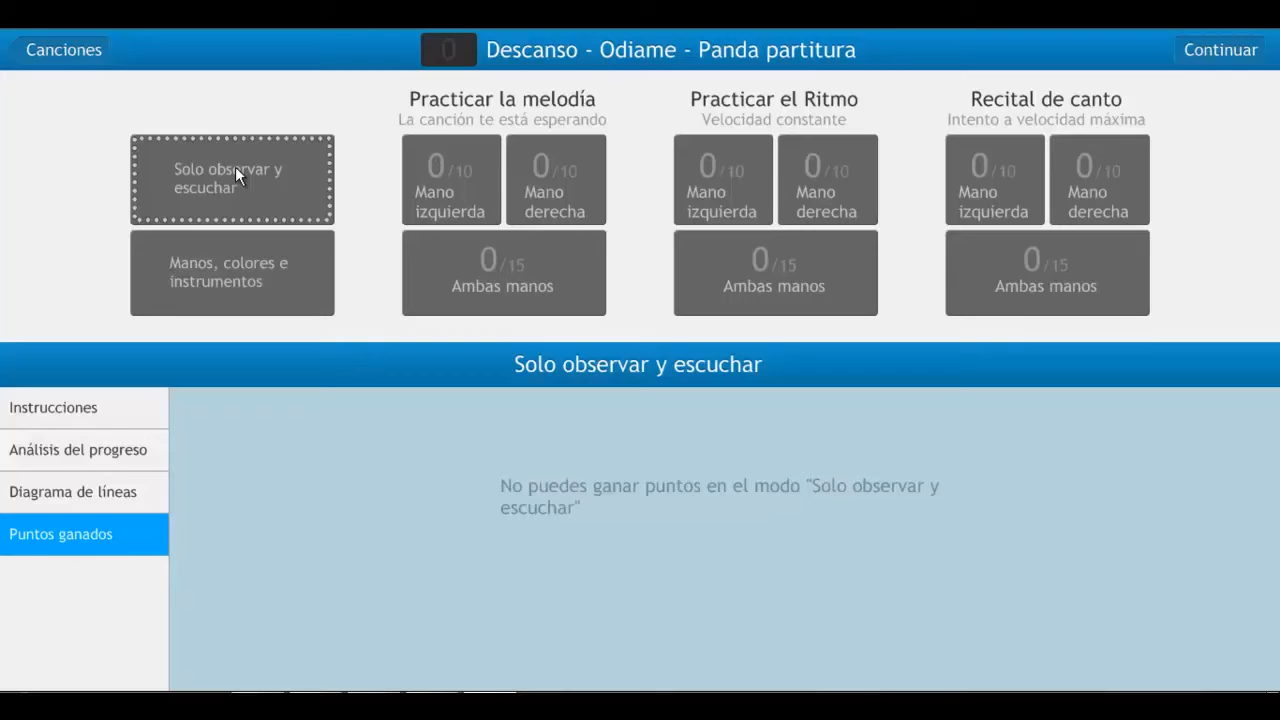 Canciones
0 Descanso - Odiame - Panda partitura
Continuar
Practicar la melodía
La canción te está esperando
Practicar el Ritmo
Velocidad constante
Recital de canto
Intento a velocidad máxima
Solo observar y
escuchar
0/10
Mano
izquierda
0/10
Mano
derecha
0/10
Mano
izquierda
0/10
Mano
derecha
0/10
Mano
izquierda
0/10
Mano
derecha
Manos, colores e
instrumentos
0/15
Ambas manos
0/15
Ambas manos
0/15
Ambas manos
Solo observar y escuchar
Instrucciones
Análisis del progreso
Diagrama de líneas
Puntos ganados
No puedes ganar puntos en el modo "Solo observar y
escuchar"